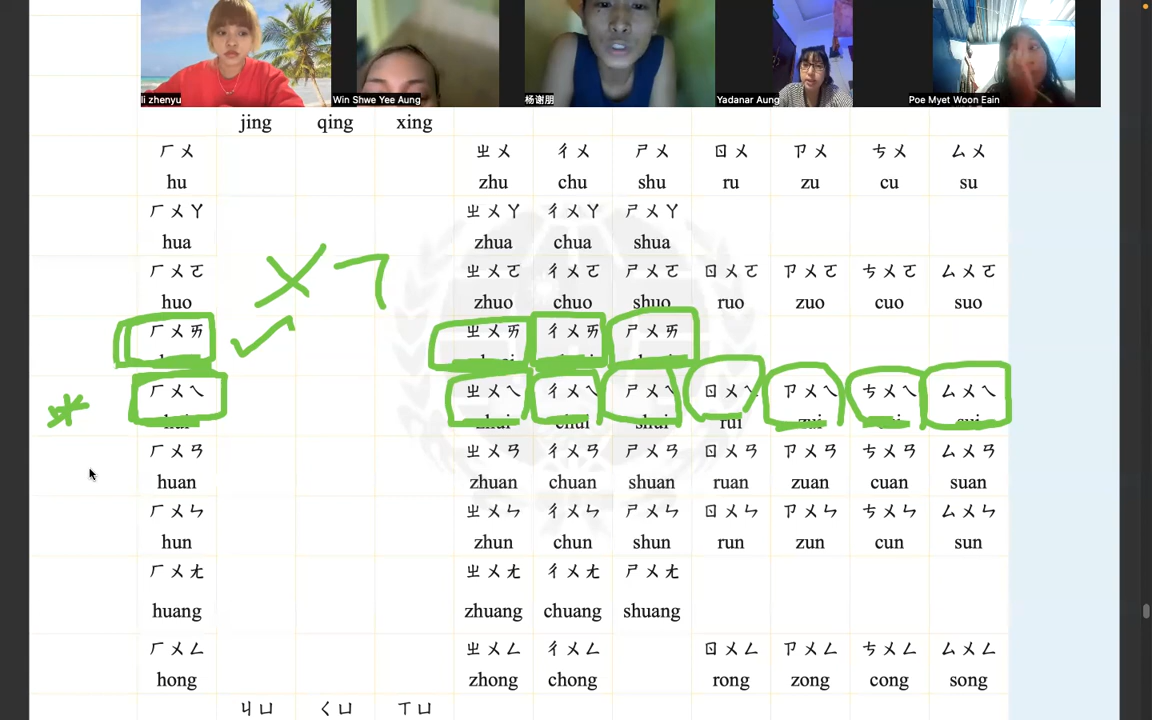 li zhenyu Win Shwe Yee Aung 杨谢朋 Yadanar Aung Poe Myet Woon Eain
jing qing xing
ㄏㄨ ㄓㄨ ㄔㄨ ㄕㄨ ㄖㄨ ㄗㄨ ㄘㄨ ㄙㄨ
hu zhu chu shu ru zu cu su
ㄏㄨㄚ ㄓㄨㄚ ㄔㄨㄚ ㄕㄨㄚ
hua zhua chua shua
ㄏㄨㄛ ㄓㄨㄛ ㄔㄨㄛ ㄕㄨㄛ ㄖㄨㄛ ㄗㄨㄛ ㄘㄨㄛ ㄙㄨㄛ
huo zhuo chuo shuo ruo zuo cuo suo
ㄏㄨㄞ ㄓㄨㄞ ㄔㄨㄞ ㄕㄨㄞ
ㄏㄨㄟ ㄓㄨㄟ ㄔㄨㄟ ㄕㄨㄟ ㄖㄨㄟ ㄗㄨㄟ ㄘㄨㄟ ㄙㄨㄟ
hui zhui chui shui rui zui sui
ㄏㄨㄢ ㄓㄨㄢ ㄔㄨㄢ ㄕㄨㄢ ㄖㄨㄢ ㄗㄨㄢ ㄘㄨㄢ ㄙㄨㄢ
huan zhuan chuan shuan ruan zuan cuan suan
ㄏㄨㄣ ㄓㄨㄣ ㄔㄨㄣ ㄕㄨㄣ ㄖㄨㄣ ㄗㄨㄣ ㄘㄨㄣ ㄙㄨㄣ
hun zhun chun shun run zun cun sun
ㄏㄨㄤ ㄓㄨㄤ ㄔㄨㄤ ㄕㄨㄤ
huang zhuang chuang shuang
ㄏㄨㄥ ㄓㄨㄥ ㄔㄨㄥ ㄖㄨㄥ ㄗㄨㄥ ㄘㄨㄥ ㄙㄨㄥ
hong zhong chong rong zong cong song
ㄐㄩ ㄑㄩ ㄒㄩ